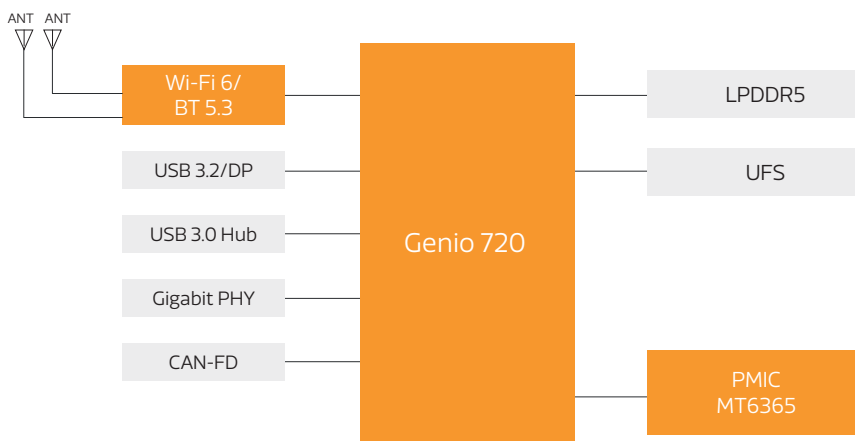 ANT ANT
Wi-Fi 6/
BT 5.3
USB 3.2/DP
USB 3.0 Hub
Gigabit PHY
CAN-FD
Genio 720
LPDDR5
UFS
PMIC
MT6365